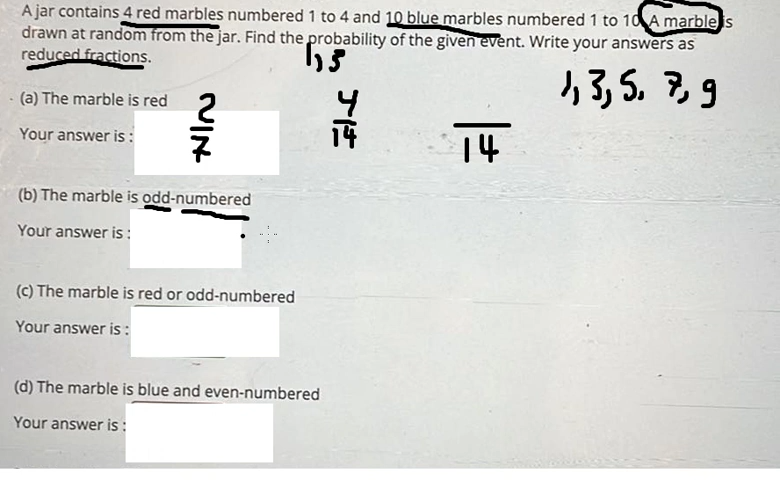 A jar contains 4 red marbles numbered 1 to 4 and 10 blue marbles numbered 1 to 10. A marble is
drawn at random from the jar. Find the probability of the given event. Write your answers as
reduced fractions.
1, 3
1, 3, 5, 7, 9
(a) The marble is red
Your answer is :
2
7
4
14
14
(b) The marble is odd-numbered
Your answer is :
(c) The marble is red or odd-numbered
Your answer is :
(d) The marble is blue and even-numbered
Your answer is :